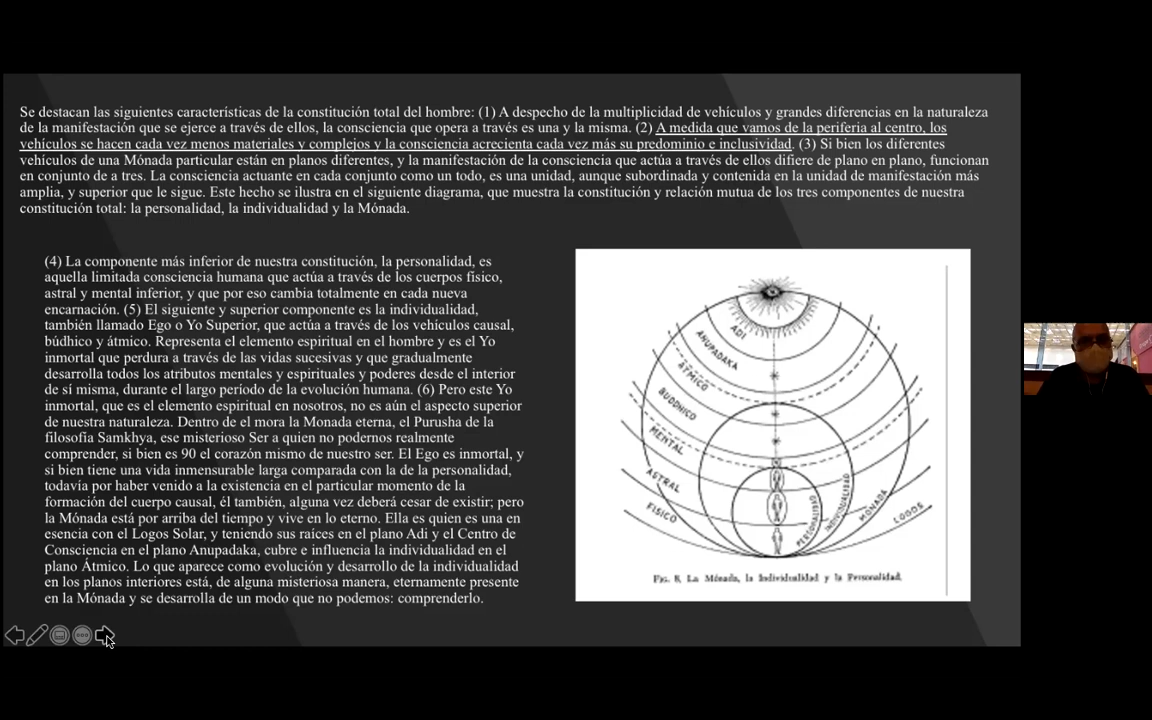 Se destacan las siguientes características de la constitución total del hombre: (1) A despecho de la multiplicidad de vehículos y grandes diferencias en la naturaleza
de la manifestación que se ejerce a través de ellos, la consciencia que opera a través es una y la misma. (2) A medida que vamos de la periferia al centro, los
vehículos se hacen cada vez menos materiales y complejos y la consciencia acrecienta cada vez más su predominio e inclusividad. (3) Si bien los diferentes
vehículos de una Mónada particular están en planos diferentes, y la manifestación de la consciencia que actúa a través de ellos difiere de plano en plano, funcionan
en conjunto de a tres. La consciencia actuante en cada conjunto como un todo, es una unidad, aunque subordinada y contenida en la unidad de manifestación más
amplia, y superior que le sigue. Este hecho se ilustra en el siguiente diagrama, que muestra la constitución y relación mutua de los tres componentes de nuestra
constitución total: la personalidad, la individualidad y la Mónada.
(4) La componente más inferior de nuestra constitución, la personalidad, es
aquella limitada consciencia humana que actúa a través de los cuerpos físico,
astral y mental inferior, y que por eso cambia totalmente en cada nueva
encarnación. (5) El siguiente y superior componente es la individualidad,
también llamado Ego o Yo Superior, que actúa a través de los vehículos causal,
búdhico y átmico. Representa el elemento espiritual en el hombre y es el Yo
inmortal que perdura a través de las vidas sucesivas y que gradualmente
desarrolla todos los atributos mentales y espirituales y poderes desde el interior
de sí misma, durante el largo período de la evolución humana. (6) Pero este Yo
inmortal, que es el elemento espiritual en nosotros, no es aún el aspecto superior
de nuestra naturaleza. Dentro de el mora la Monada eterna, el Purusha de la
filosofía Samkhya, ese misterioso Ser a quien no podernos realmente
comprender, si bien es 90 el corazón mismo de nuestro ser. El Ego es inmortal, y
si bien tiene una vida inmensurable larga comparada con la de la personalidad,
todavía por haber venido a la existencia en el particular momento de la
formación del cuerpo causal, él también, alguna vez deberá cesar de existir; pero
la Mónada está por arriba del tiempo y vive en lo eterno. Ella es quien es una en
esencia con el Logos Solar, y teniendo sus raíces en el plano Adi y el Centro de
Consciencia en el plano Anupadaka, cubre e influencia la individualidad en el
plano Átmico. Lo que aparece como evolución y desarrollo de la individualidad
en los planos interiores está, de alguna misteriosa manera, eternamente presente
en la Mónada y se desarrolla de un modo que no podemos: comprenderlo.
ADI
ANUPADAKA
ÁTMICO
BUDDHICO
MENTAL
ASTRAL
FISICO
PERSONALIDAD
INDIVIDUALIDAD
MONADA
LOGOS
Fig. 8. La Mónada, la Individualidad y la Personalidad.